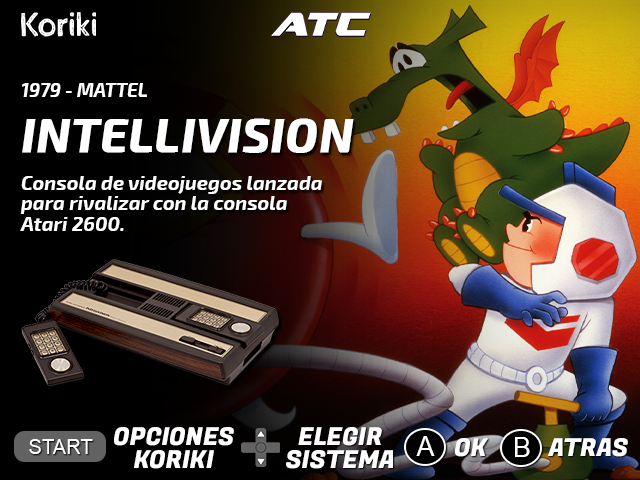 Koriki
ATC
1979 - MATTEL
INTELLIVISION
Consola de videojuegos lanzada
para rivalizar con la consola
Atari 2600.
START
OPCIONES
KORIKI
ELEGIR
SISTEMA
A
OK
B
ATRAS